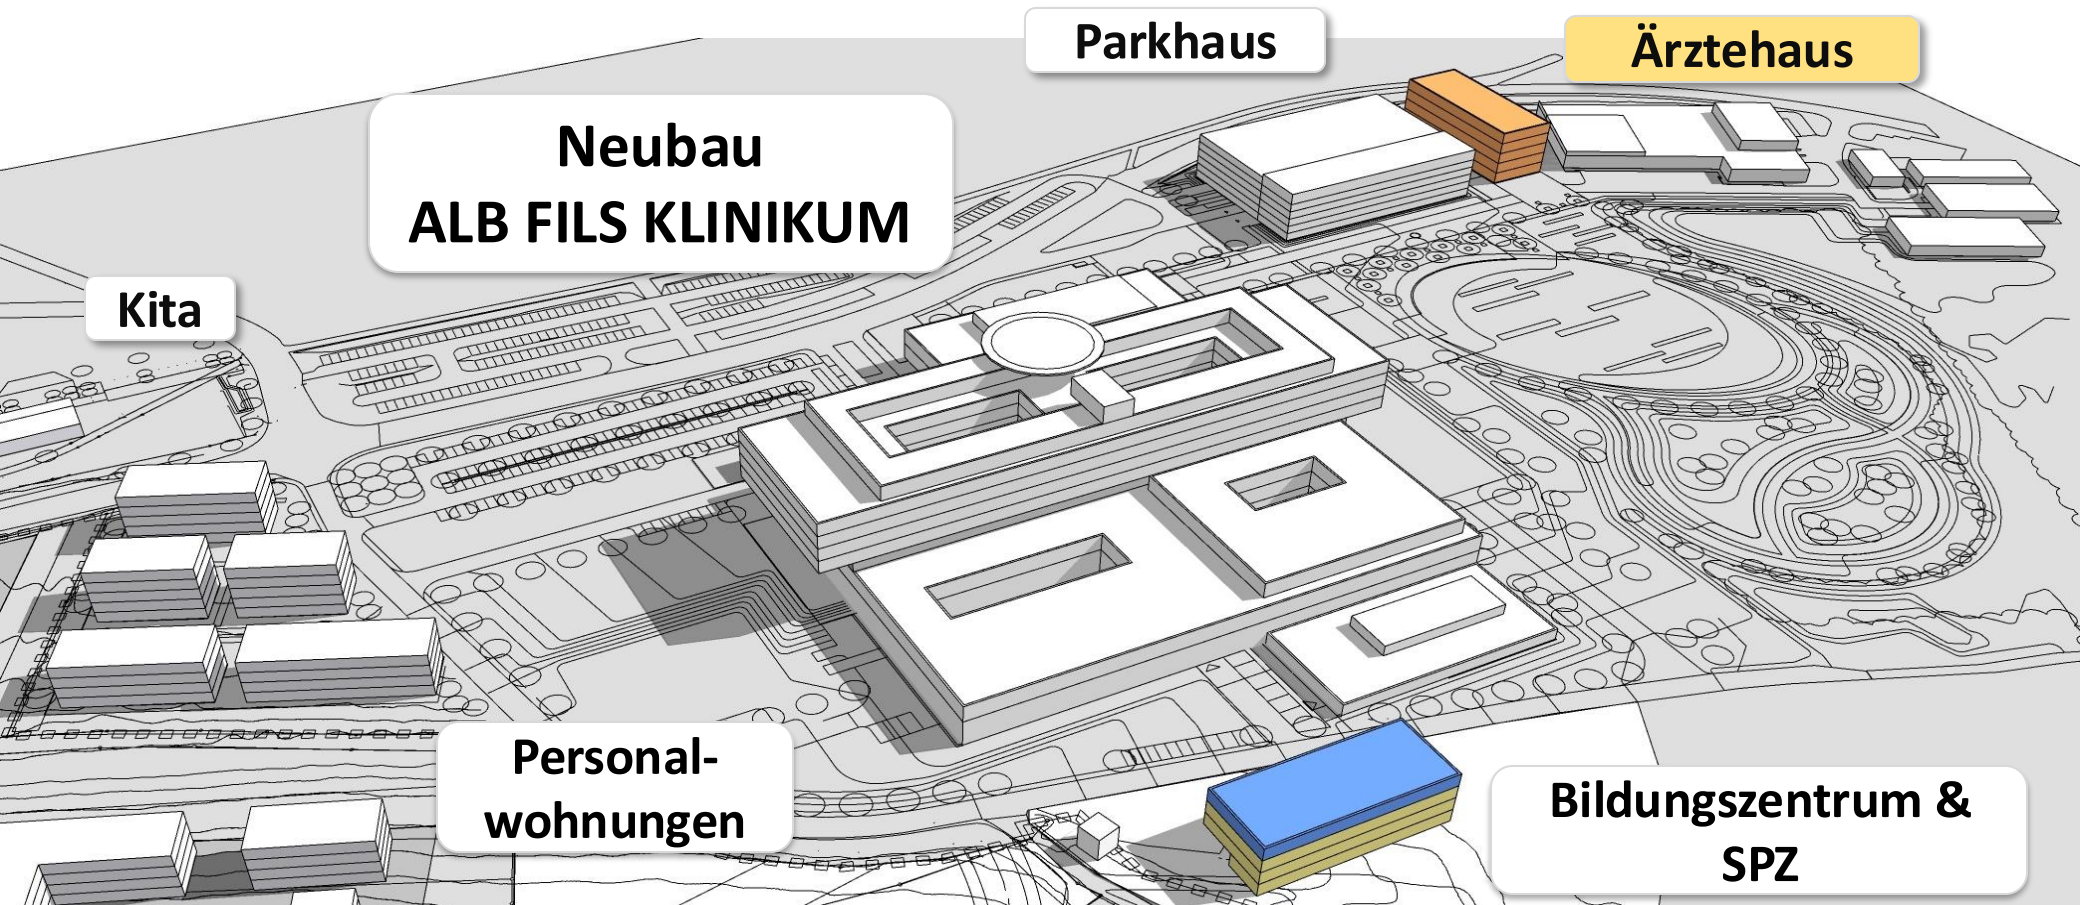 Parkhaus
Ärztehaus
Neubau
ALB FILS KLINIKUM
Kita
Personal-
wohnungen
Bildungszentrum &
SPZ